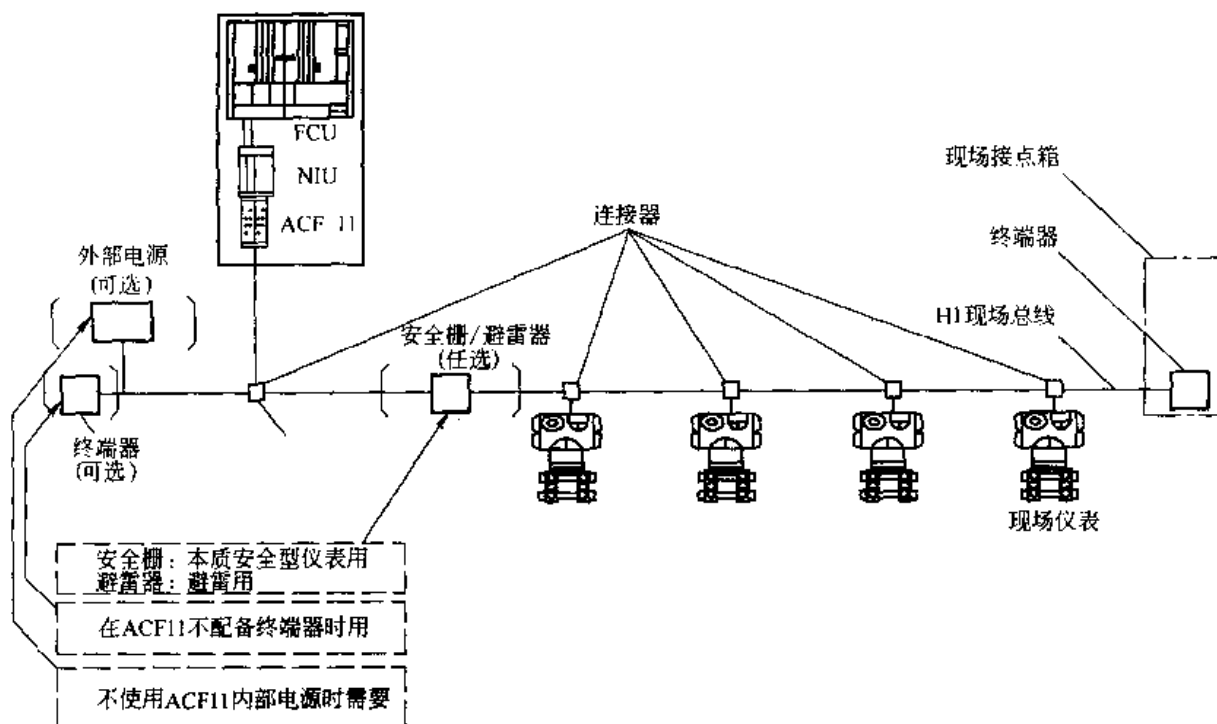 FCU
NIU
ACF 11
现场接点箱
连接器
终端器
外部电源
(可选)
H1现场总线
安全栅/避雷器
(任选)
终端器
(可选)
现场仪表
安全栅：本质安全型仪表用
避雷器：避雷用
在ACF11不配备终端器时用
不使用ACF11内部电源时需要